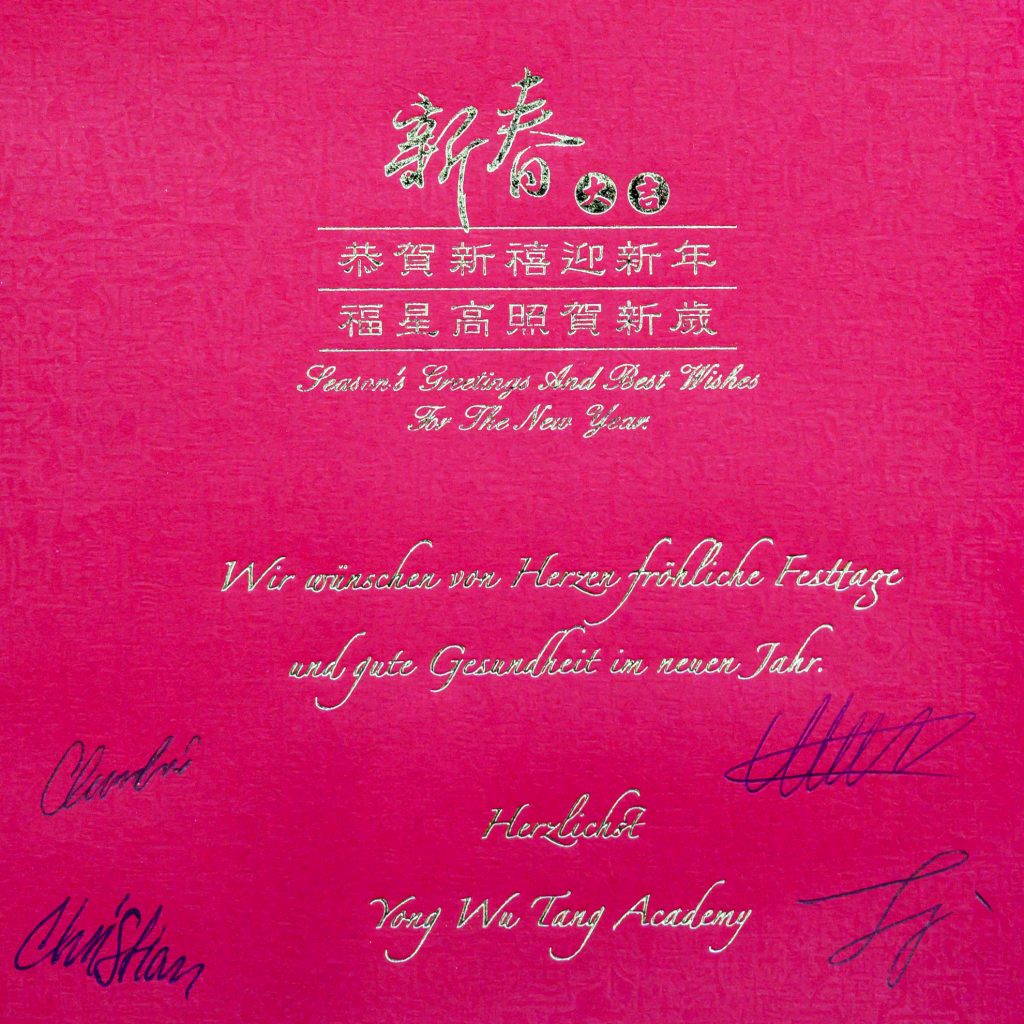 新春大吉
恭賀新禧迎新年
福星高照賀新歲
Season's Greetings And Best Wishes
For The New Year.
Wir wünschen von Herzen fröhliche Festtage
und gute Gesundheit im neuen Jahr.
Herzlichst
Yong Wu Tang Academy
Christian